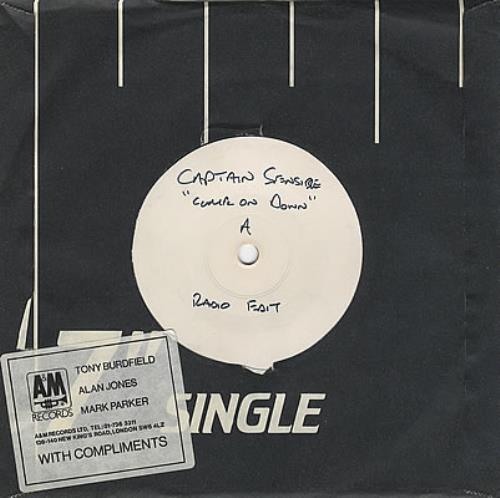 CAPTAIN SENSIBLE
"COME ON DOWN"
A
RADIO EDIT
7"
SINGLE
A&M
RECORDS
TONY BURDFIELD
ALAN JONES
MARK PARKER
A&M RECORDS LTD, TEL: 01-736 3311
136-140 NEW KING'S ROAD, LONDON SW6 4LZ
WITH COMPLIMENTS